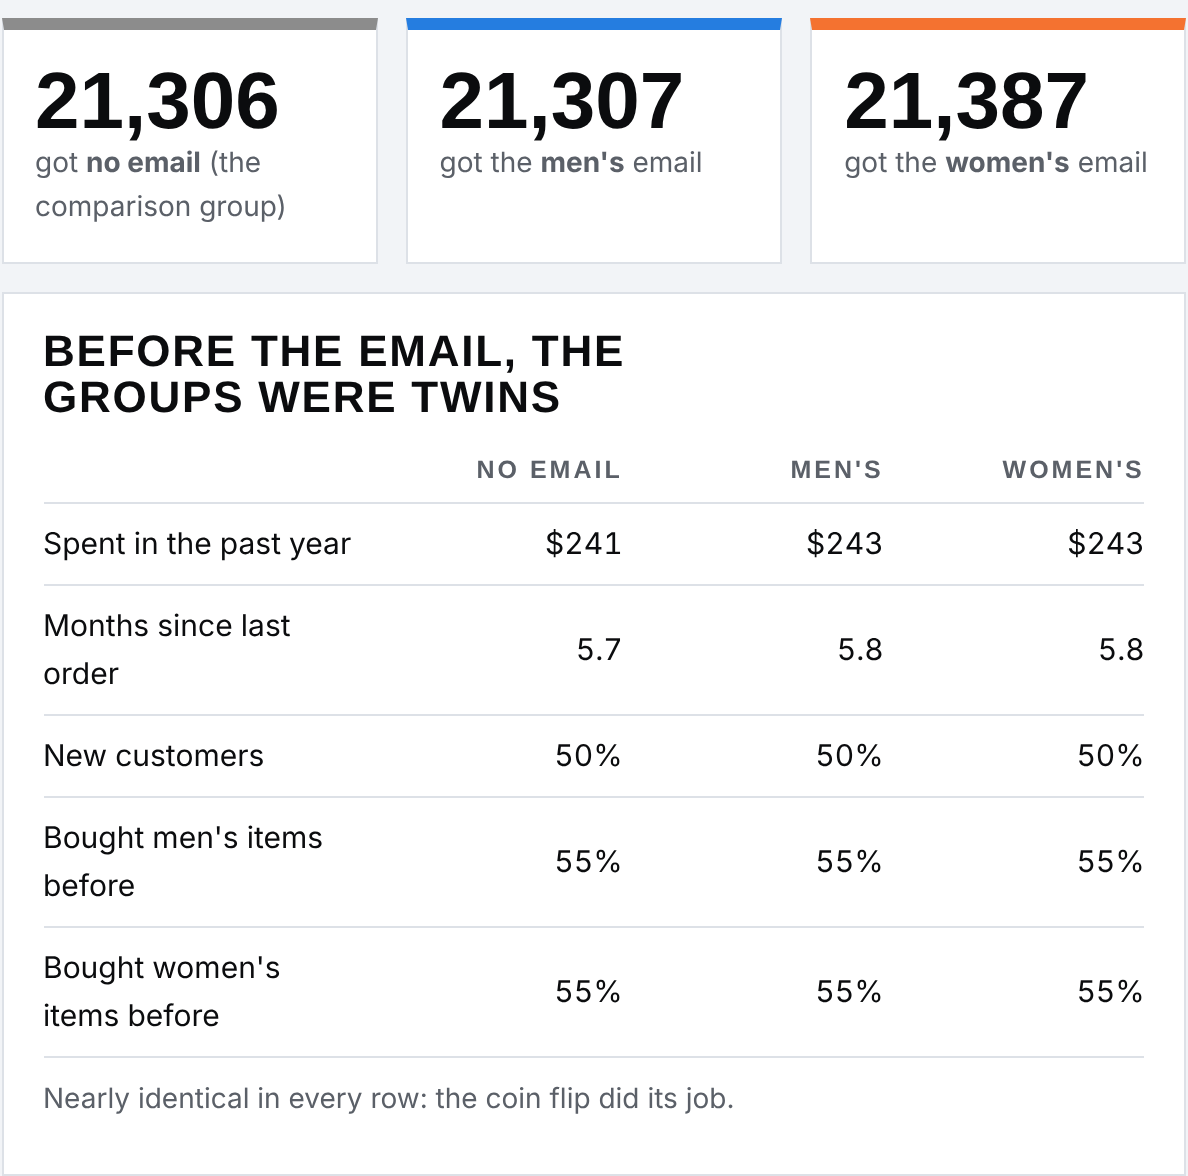 21,306
got no email (the
comparison group)
21,307
got the men's email
21,387
got the women's email
BEFORE THE EMAIL, THE
GROUPS WERE TWINS
NO EMAIL MEN'S WOMEN'S
Spent in the past year $241 $243 $243
Months since last
order 5.7 5.8 5.8
New customers 50% 50% 50%
Bought men's items
before 55% 55% 55%
Bought women's
items before 55% 55% 55%
Nearly identical in every row: the coin flip did its job.